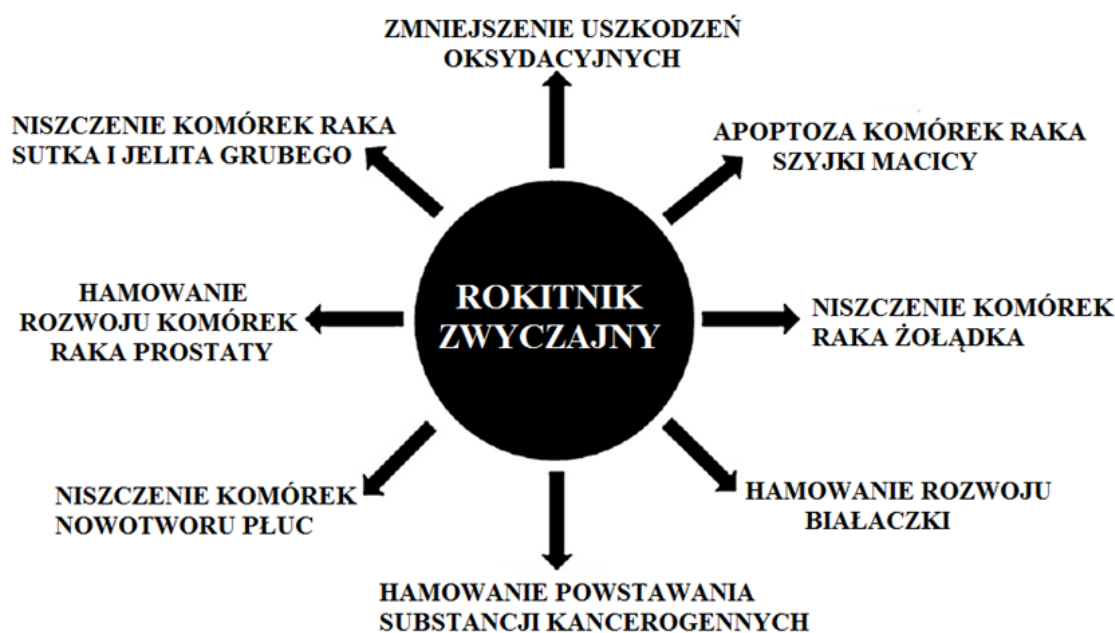 ZMNIEJSZENIE USZKODZEŃ
OKSYDACYJNYCH
NISZCZENIE KOMÓREK RAKA
SUTKA I JELITA GRUBEGO
APOPTOZA KOMÓREK RAKA
SZYJKI MACICY
HAMOWANIE
ROZWOJU KOMÓREK
RAKA PROSTATY
ROKITNIK
ZWYCZAJNY
NISZCZENIE KOMÓREK
RAKA ŻOŁĄDKA
NISZCZENIE KOMÓREK
NOWOTWORU PŁUC
HAMOWANIE ROZWOJU
BIAŁACZKI
HAMOWANIE POWSTAWANIA
SUBSTANCJI KANCEROGENNYCH